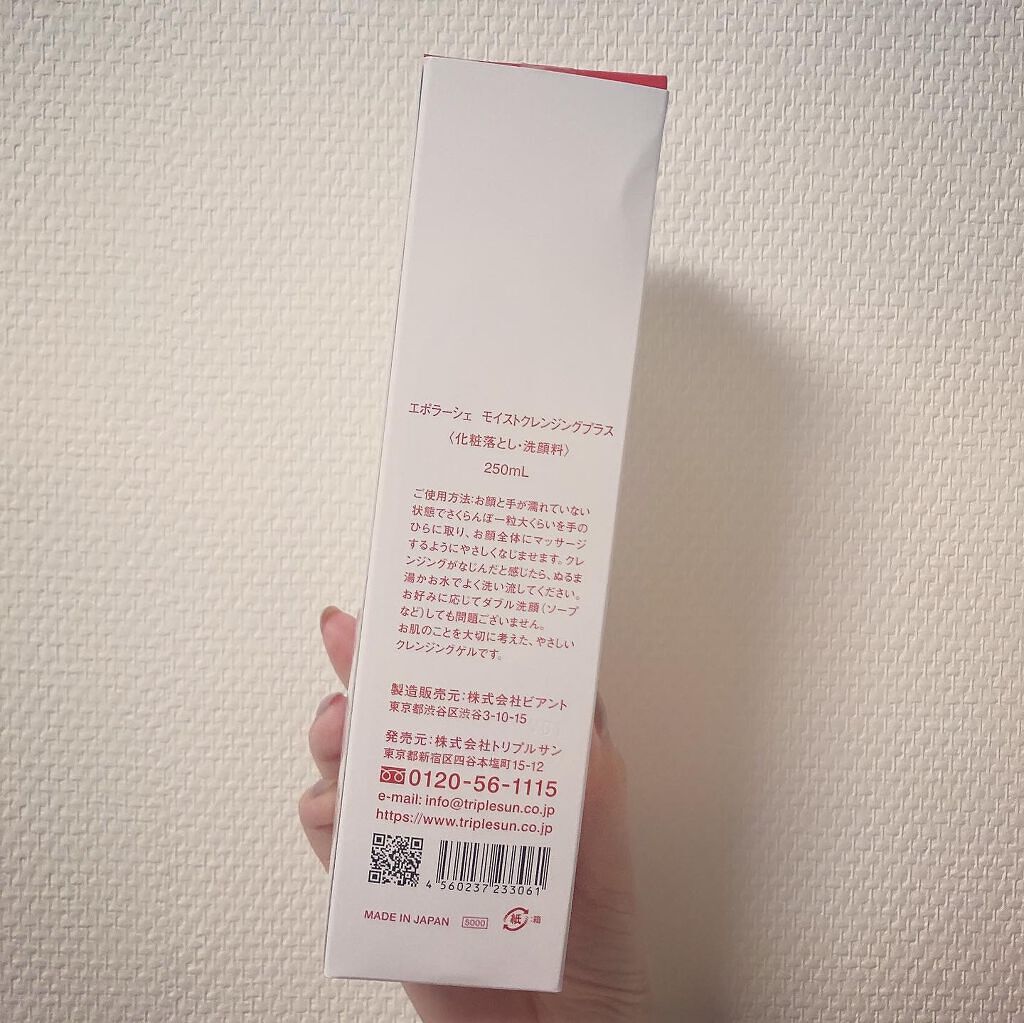 エポラーシェ モイストクレンジングプラス
〈化粧落とし・洗顔料〉
250mL
ご使用方法:お顔と手が濡れていない
状態でさくらんぼ一粒大くらいを手の
ひらに取り、お顔全体にマッサージ
するようにやさしくなじませます。クレ
ンジングがなじんだと感じたら、ぬるま
湯かお水でよく洗い流してください。
お好みに応じてダブル洗顔(ソープ
など)しても問題ございません。
お肌のことを大切に考えた、やさしい
クレンジングゲルです。
製造販売元:株式会社ビアント
東京都渋谷区渋谷3-10-15
発売元:株式会社トリプルサン
東京都新宿区四谷本塩町15-12
0120-56-1115
e-mail: info@triplesun.co.jp
https://www.triplesun.co.jp
4 560237 233061
MADE IN JAPAN 5000 紙 :箱